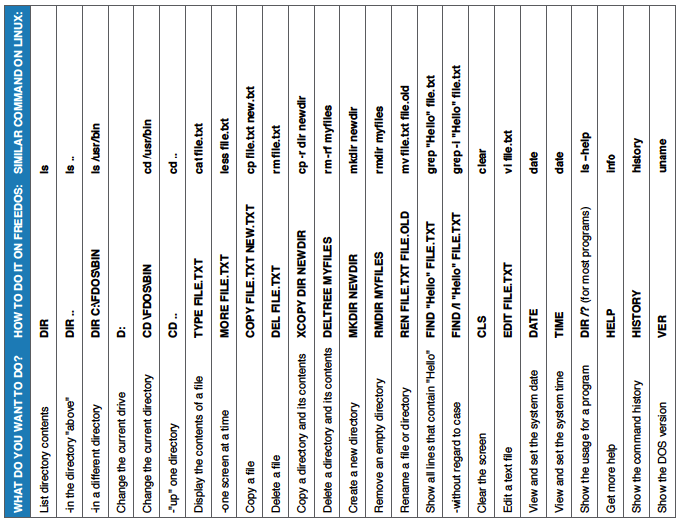 WHAT DO YOU WANT TO DO? HOW TO DO IT ON FREEDOS: SIMILAR COMMAND ON LINUX:
List directory contents DIR ls
-in the directory "above" DIR .. ls ..
-in a different directory DIR C:\FDOS\BIN ls /usr/bin
Change the current drive D:
Change the current directory CD \FDOS\BIN cd /usr/bin
-"up" one directory CD .. cd ..
Display the contents of a file TYPE FILE.TXT cat file.txt
-one screen at a time MORE FILE.TXT less file.txt
Copy a file COPY FILE.TXT NEW.TXT cp file.txt new.txt
Delete a file DEL FILE.TXT rm file.txt
Copy a directory and its contents XCOPY DIR NEWDIR cp -r dir newdir
Delete a directory and its contents DELTREE MYFILES rm -rf myfiles
Create a new directory MKDIR NEWDIR mkdir newdir
Remove an empty directory RMDIR MYFILES rmdir myfiles
Rename a file or directory REN FILE.TXT FILE.OLD mv file.txt file.old
Show all lines that contain "Hello" FIND "Hello" FILE.TXT grep "Hello" file.txt
-without regard to case FIND /I "Hello" FILE.TXT grep -i "Hello" file.txt
Clear the screen CLS clear
Edit a text file EDIT FILE.TXT vi file.txt
View and set the system date DATE date
View and set the system time TIME date
Show the usage for a program DIR /? (for most programs) ls --help
Get more help HELP info
Show the command history HISTORY history
Show the DOS version VER uname